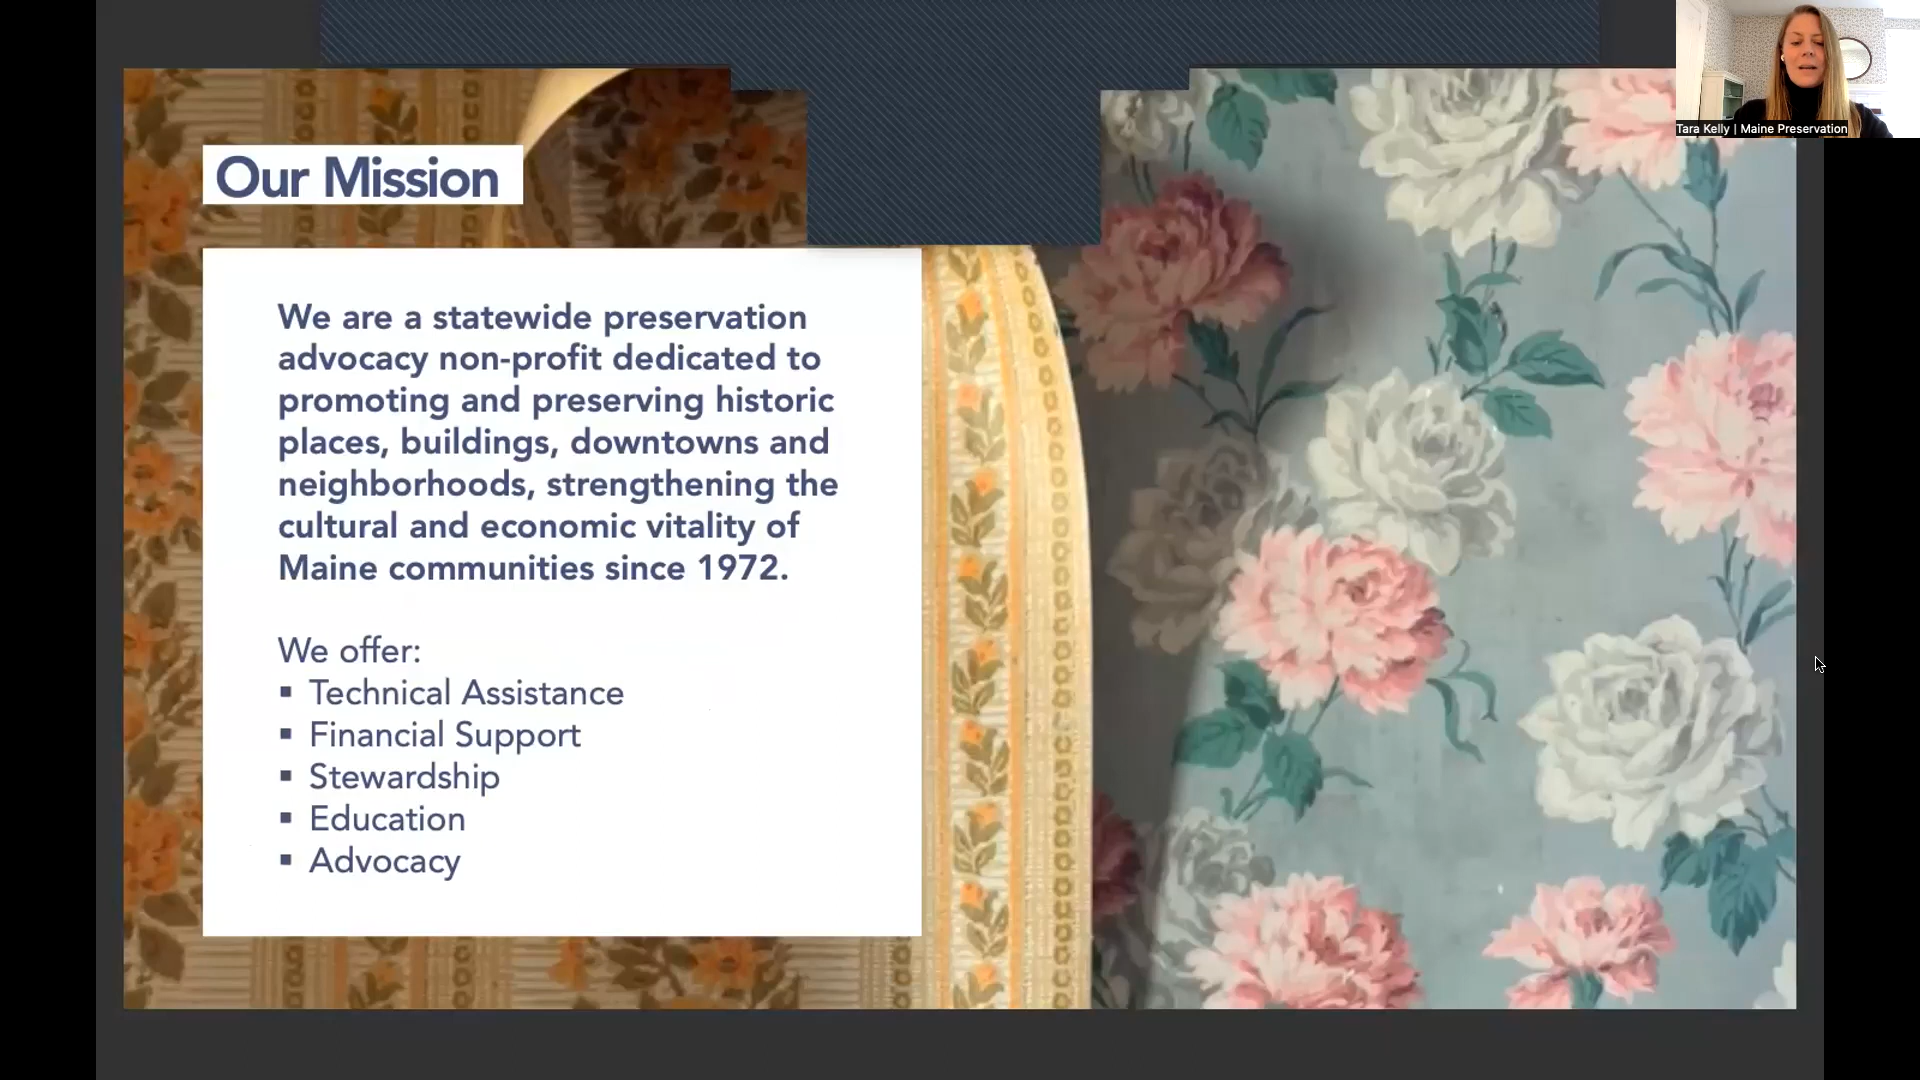 Our Mission
We are a statewide preservation
advocacy non-profit dedicated to
promoting and preserving historic
places, buildings, downtowns and
neighborhoods, strengthening the
cultural and economic vitality of
Maine communities since 1972.
We offer:
▪ Technical Assistance
▪ Financial Support
▪ Stewardship
▪ Education
▪ Advocacy
Tara Kelly | Maine Preservation